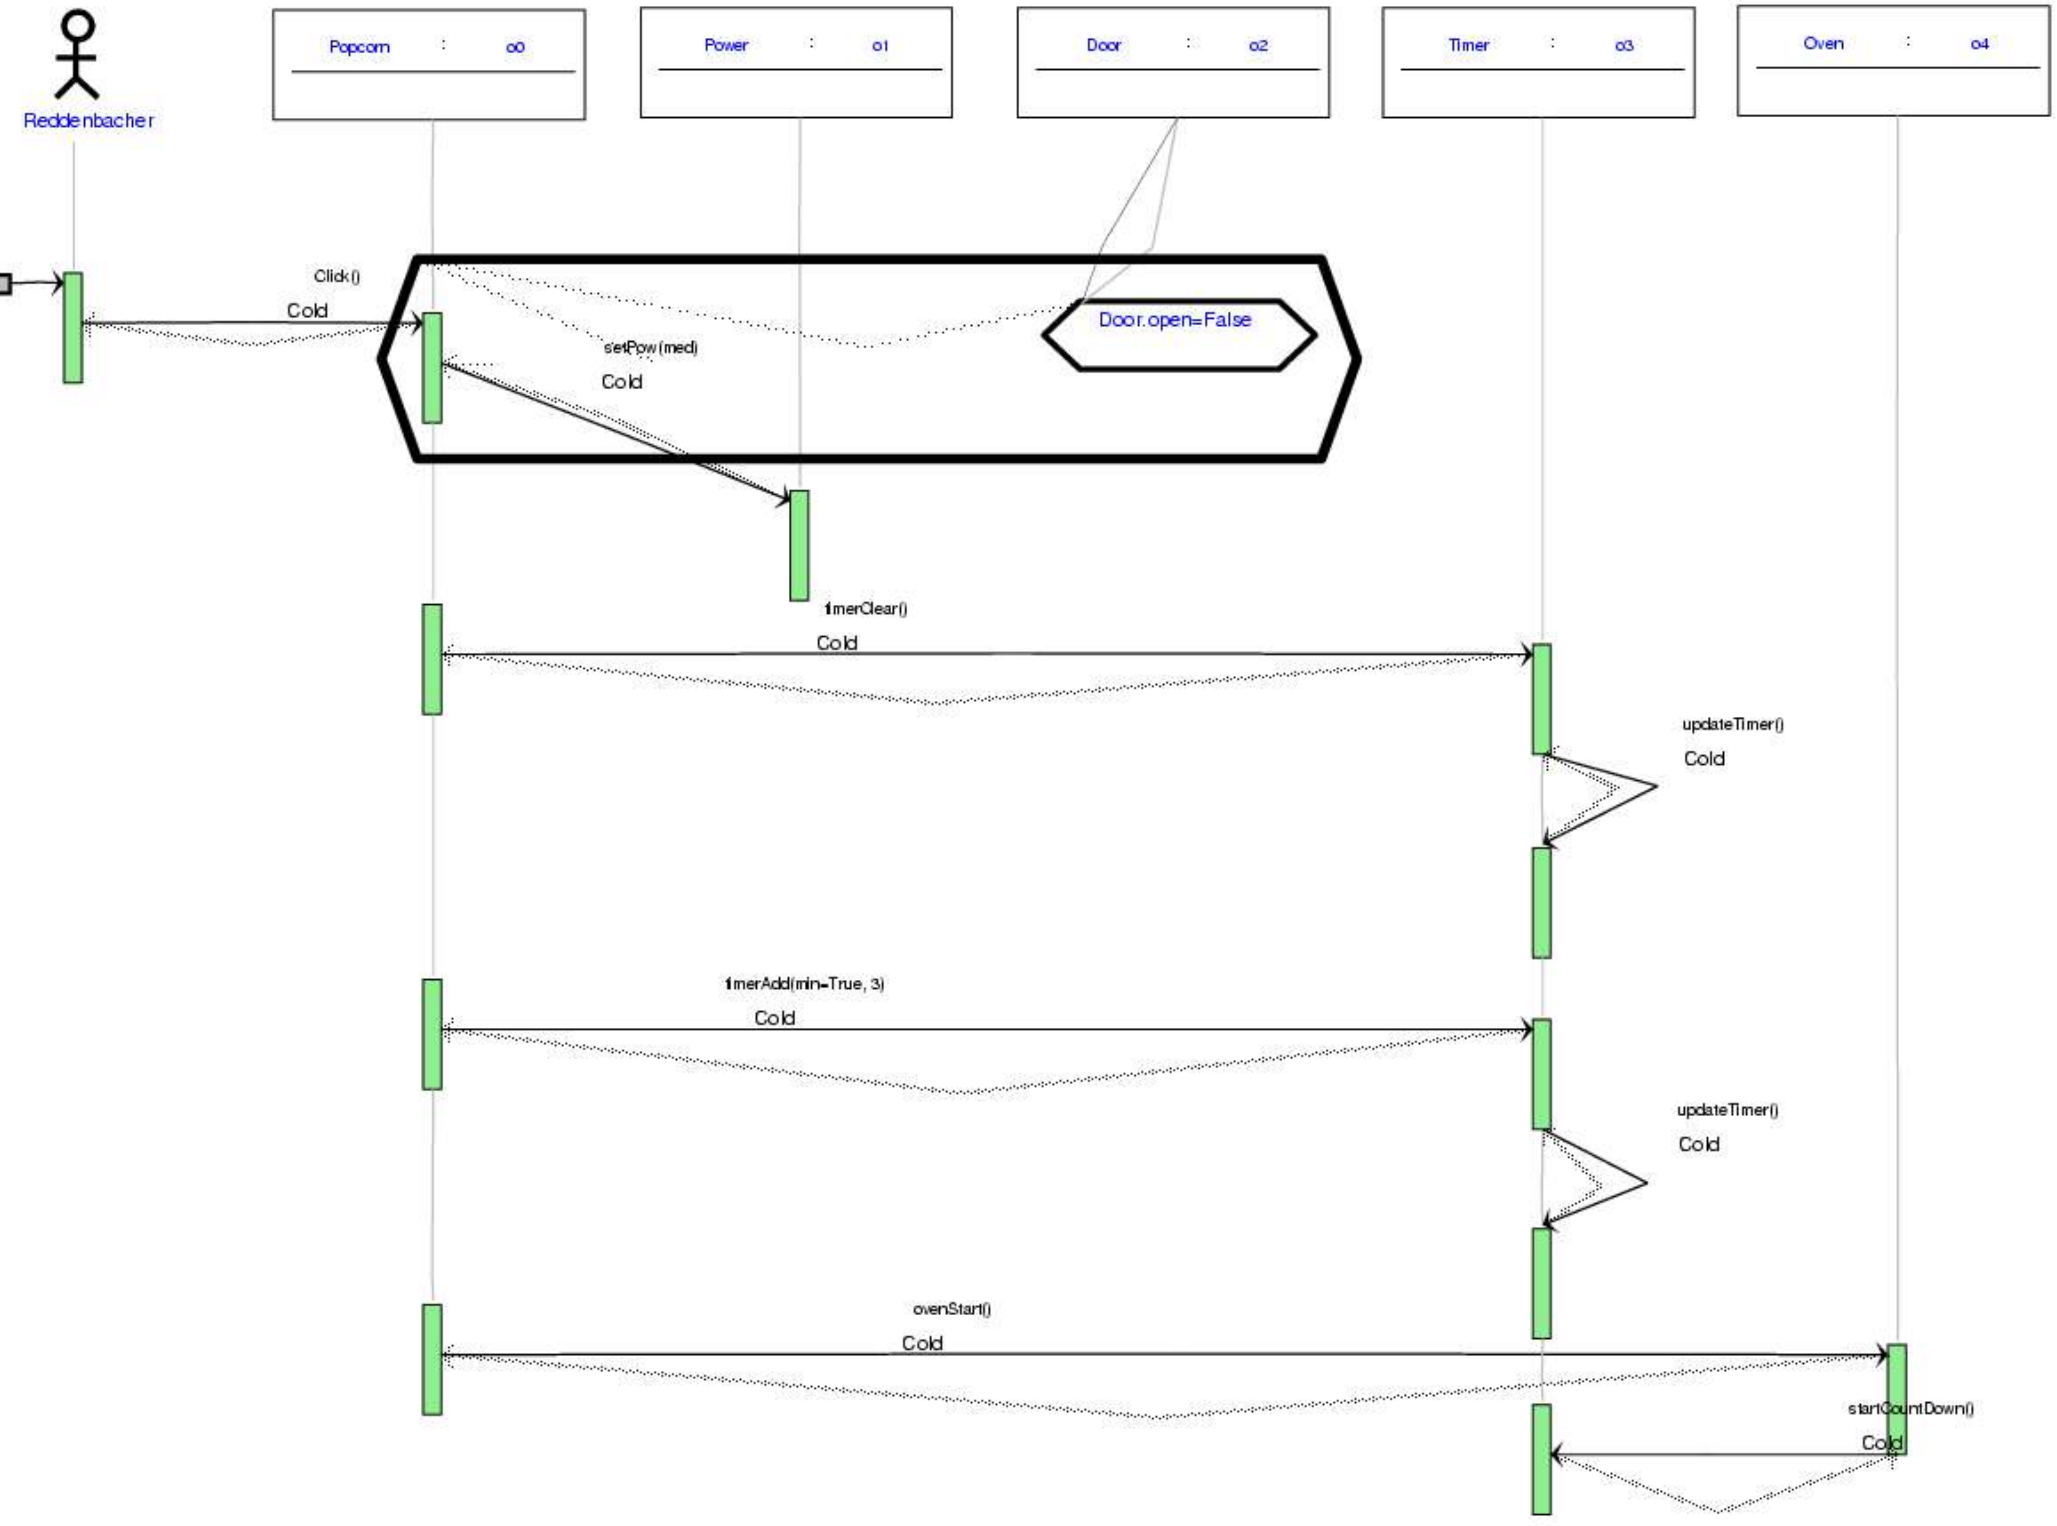 Popcorn : o0
Power : o1
Door : o2
Timer : o3
Oven : o4
Reddenbacher
Click()
Cold
Door.open=False
setPow(med)
Cold
timerClear()
Cold
updateTimer()
Cold
timerAdd(min=True, 3)
Cold
updateTimer()
Cold
ovenStart()
Cold
startCountDown()
Cold